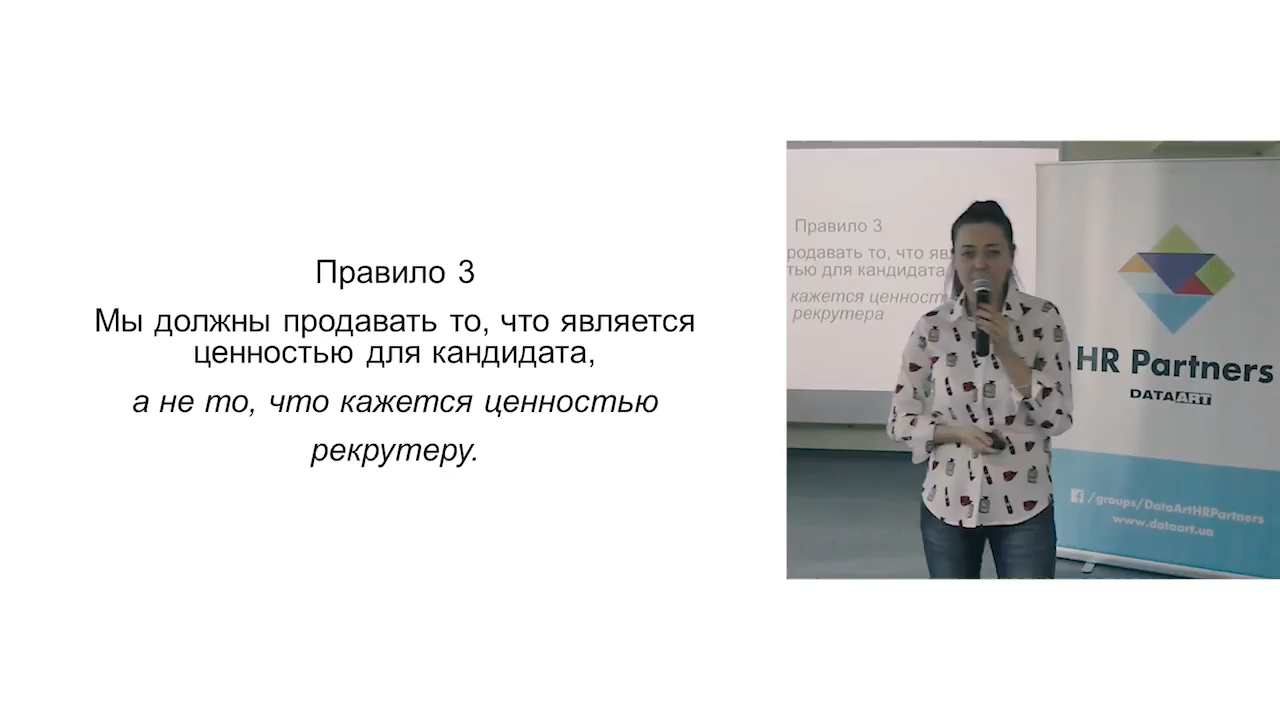 Правило 3
Мы должны продавать то, что является
ценностью для кандидата,
а не то, что кажется ценностью
рекрутеру.
Правило 3
родавать то, что яв
тью для кандидата,
кажется ценност
рекрутера
HR Partners
DATAART
/groups/DataArtHRPartners
www.dataart.ua